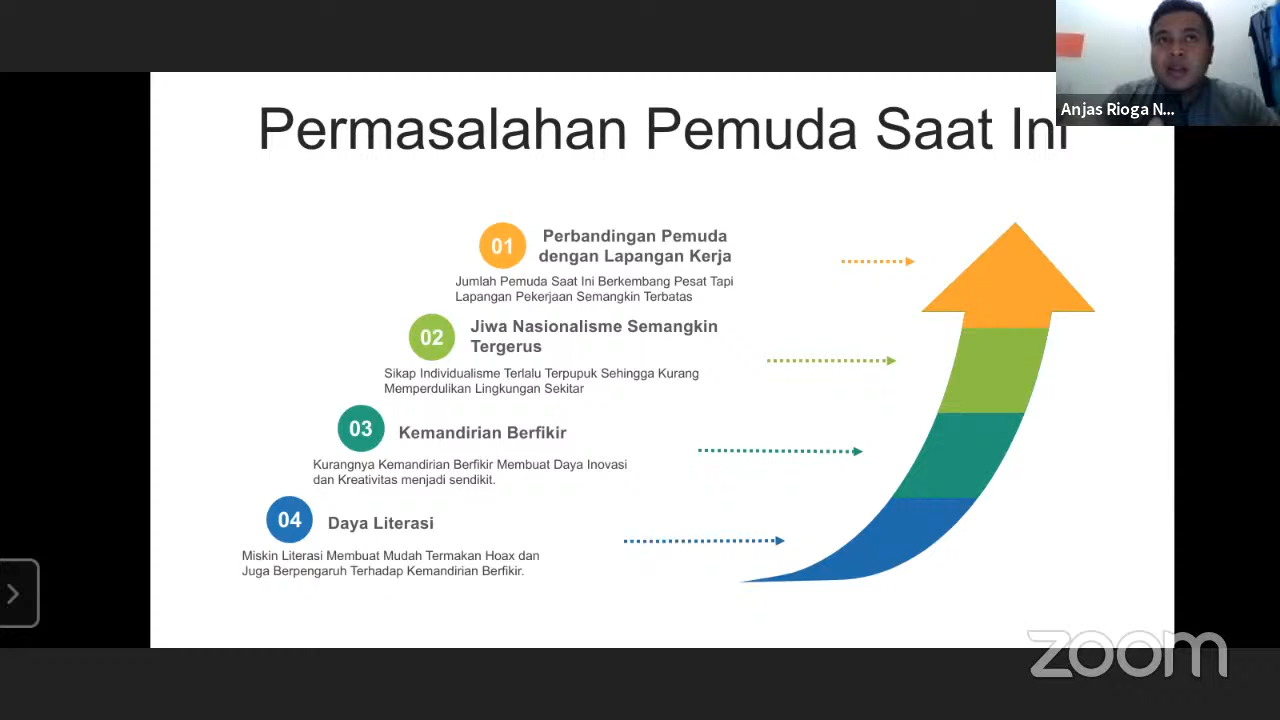 Anjas Rioga N...
Permasalahan Pemuda Saat Ini
01
Perbandingan Pemuda
dengan Lapangan Kerja
Jumlah Pemuda Saat Ini Berkembang Pesat Tapi
Lapangan Pekerjaan Semangkin Terbatas
02
Jiwa Nasionalisme Semangkin
Tergerus
Sikap Individualisme Terlalu Terpupuk Sehingga Kurang
Memperdulikan Lingkungan Sekitar
03
Kemandirian Berfikir
Kurangnya Kemandirian Berfikir Membuat Daya Inovasi
dan Kreativitas menjadi sendikit.
04
Daya Literasi
Miskin Literasi Membuat Mudah Termakan Hoax dan
Juga Berpengaruh Terhadap Kemandirian Berfikir.
zoom